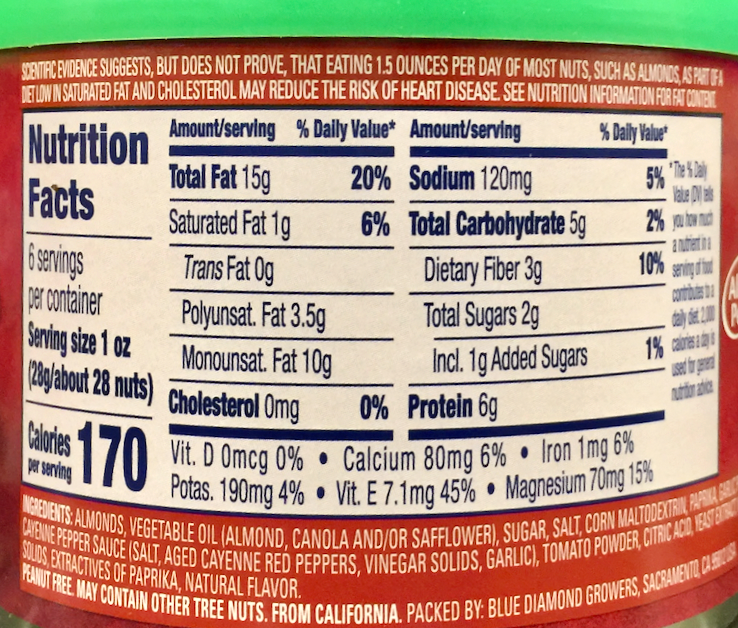 SCIENTIFIC EVIDENCE SUGGESTS, BUT DOES NOT PROVE, THAT EATING 1.5 OUNCES PER DAY OF MOST NUTS, SUCH AS ALMONDS, AS PART OF A
DIET LOW IN SATURATED FAT AND CHOLESTEROL MAY REDUCE THE RISK OF HEART DISEASE. SEE NUTRITION INFORMATION FOR FAT CONTENT.
Nutrition
Facts
6 servings
per container
Serving size 1 oz
(28g/about 28 nuts)
Calories
per serving
170
Amount/serving % Daily Value*
Total Fat 15g 20%
Saturated Fat 1g 6%
Trans Fat 0g
Polyunsat. Fat 3.5g
Monounsat. Fat 10g
Cholesterol 0mg 0%
Amount/serving % Daily Value*
Sodium 120mg 5%
Total Carbohydrate 5g 2%
Dietary Fiber 3g 10%
Total Sugars 2g
Incl. 1g Added Sugars 1%
Protein 6g
Vit. D 0mcg 0% • Calcium 80mg 6% • Iron 1mg 6%
Potas. 190mg 4% • Vit. E 7.1mg 45% • Magnesium 70mg 15%
*The % Daily
Value (DV) tells
you how much
a nutrient in a
serving of food
contributes to a
daily diet. 2,000
calories a day is
used for general
nutrition advice.
INGREDIENTS: ALMONDS, VEGETABLE OIL (ALMOND, CANOLA AND/OR SAFFLOWER), SUGAR, SALT, CORN MALTODEXTRIN, PAPRIKA, GARLIC
CAYENNE PEPPER SAUCE (SALT, AGED CAYENNE RED PEPPERS, VINEGAR SOLIDS, GARLIC), TOMATO POWDER, CITRIC ACID, YEAST EXTRACT
SOLIDS, EXTRACTIVES OF PAPRIKA, NATURAL FLAVOR.
PEANUT FREE. MAY CONTAIN OTHER TREE NUTS. FROM CALIFORNIA. PACKED BY: BLUE DIAMOND GROWERS, SACRAMENTO, CA